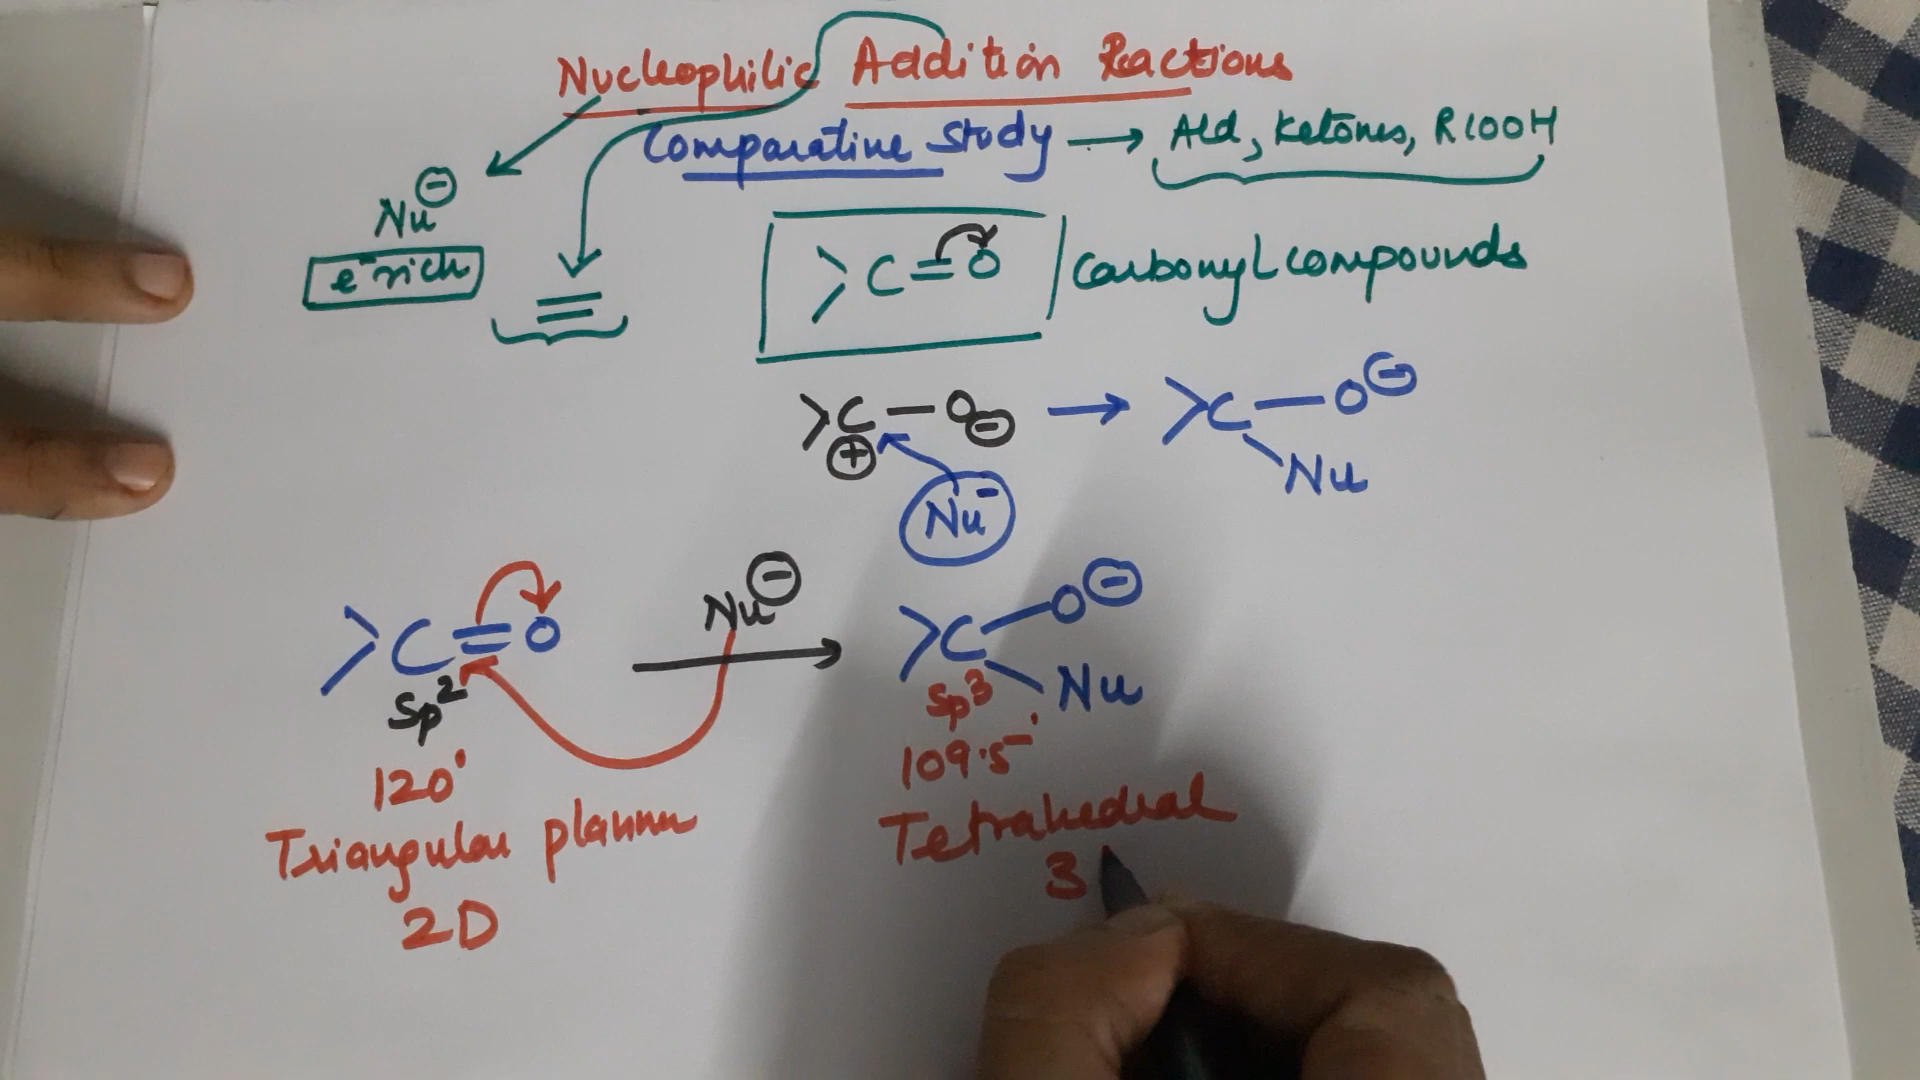 Nucleophilic Addition Reactions
Comparative Study → Ald, Ketones, RCOOH
Nu⊖
e⁻ rich
>C=O
Carbonyl compounds
>C—O⊖ → >C—O⊖
⊕
Nu
Nu⁻
>C=O Nu⊖ → >C—O⊖
Nu
sp² sp³
120° 109.5°
Triangular planar Tetrahedral
2D 3